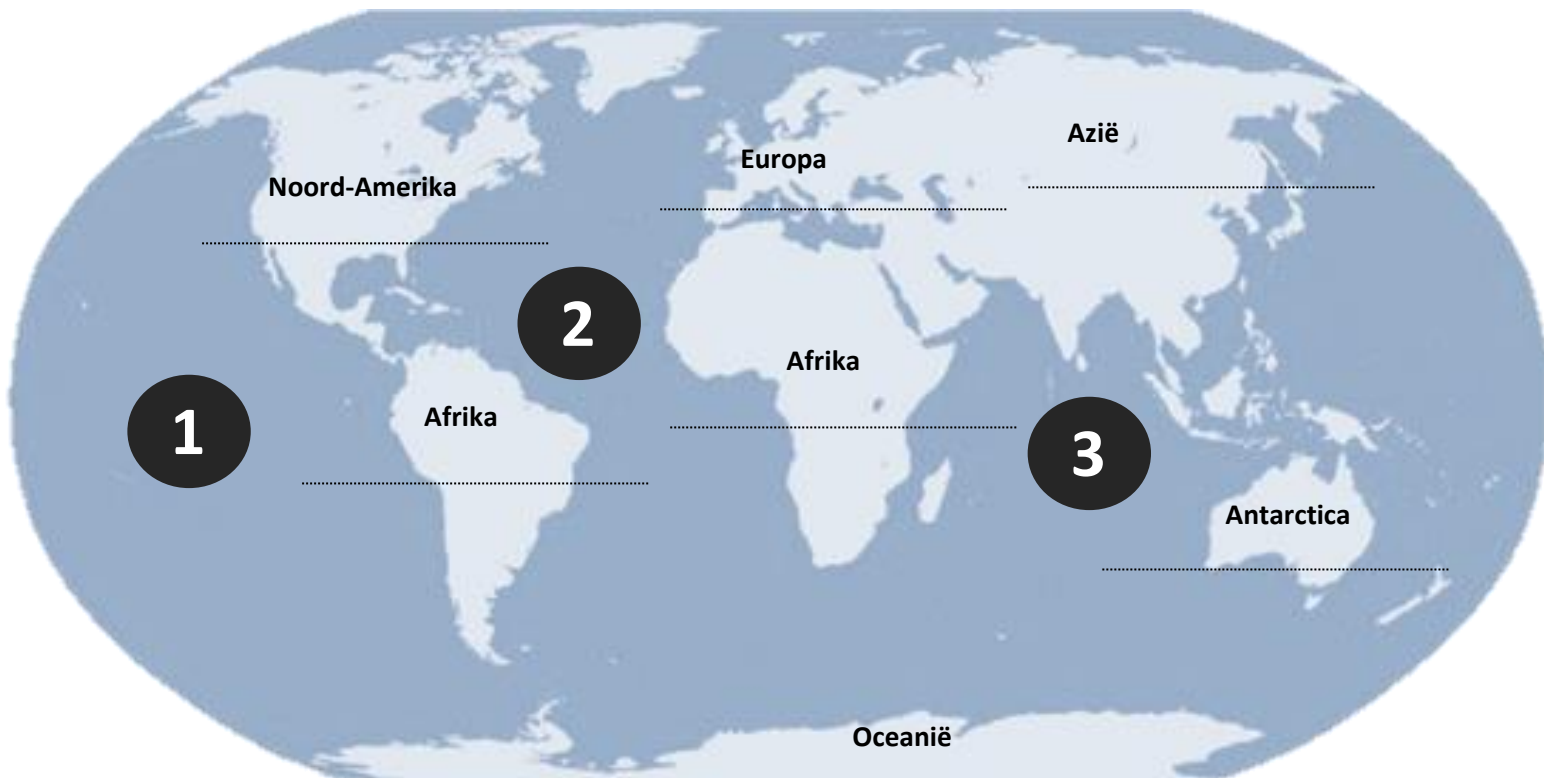 Azië
Europa
Noord-Amerika
2
Afrika
Afrika
1
3
Antarctica
Oceanië